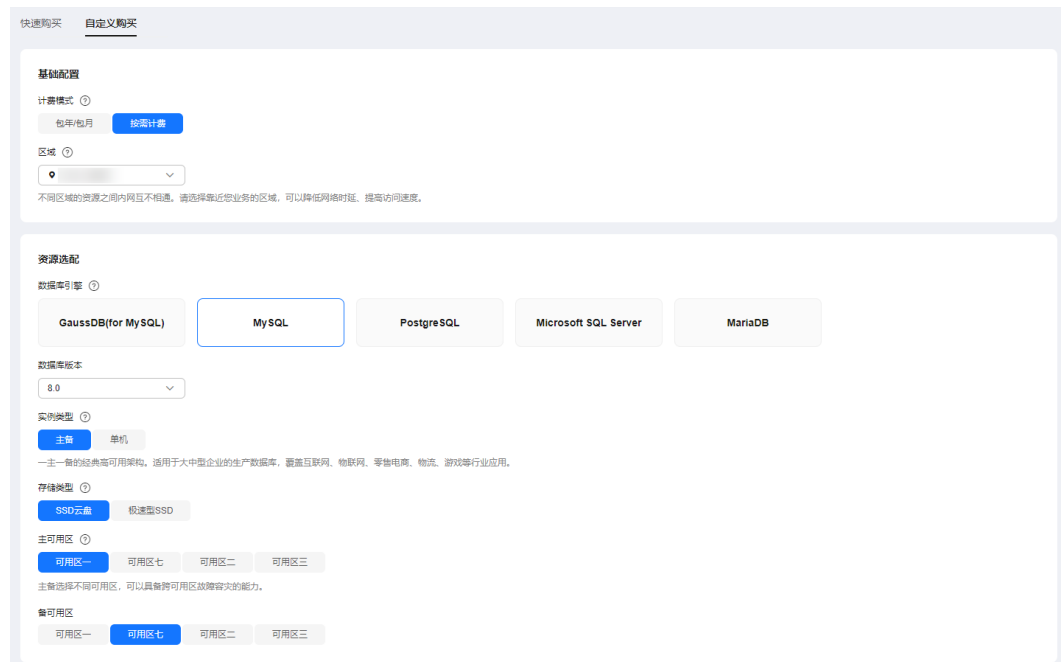 快速购买 自定义购买
基础配置
计费模式 ?
包年/包月 按需计费
区域 ?
不同区域的资源之间内网互不相通。请选择靠近您业务的区域，可以降低网络时延、提高访问速度。
资源选配
数据库引擎 ?
GaussDB(for MySQL) MySQL PostgreSQL Microsoft SQL Server MariaDB
数据库版本
8.0
实例类型 ?
主备 单机
一主一备的经典高可用架构。适用于大中型企业的生产数据库，覆盖互联网、物联网、零售电商、物流、游戏等行业应用。
存储类型 ?
SSD云盘 极速型SSD
主可用区 ?
可用区一 可用区七 可用区二 可用区三
主备选择不同可用区，可以具备跨可用区故障容灾的能力。
备可用区
可用区一 可用区七 可用区二 可用区三